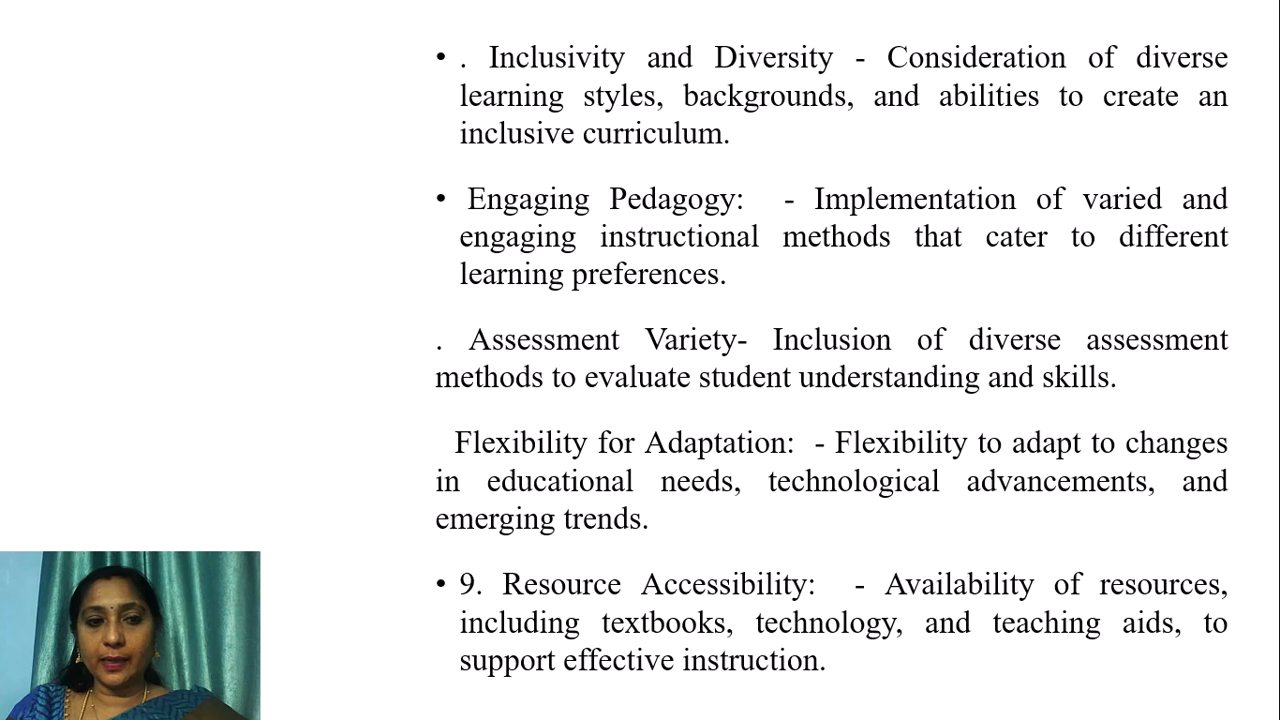 • . Inclusivity and Diversity - Consideration of diverse
learning styles, backgrounds, and abilities to create an
inclusive curriculum.
• Engaging Pedagogy: - Implementation of varied and
engaging instructional methods that cater to different
learning preferences.
. Assessment Variety- Inclusion of diverse assessment
methods to evaluate student understanding and skills.
Flexibility for Adaptation: - Flexibility to adapt to changes
in educational needs, technological advancements, and
emerging trends.
• 9. Resource Accessibility: - Availability of resources,
including textbooks, technology, and teaching aids, to
support effective instruction.